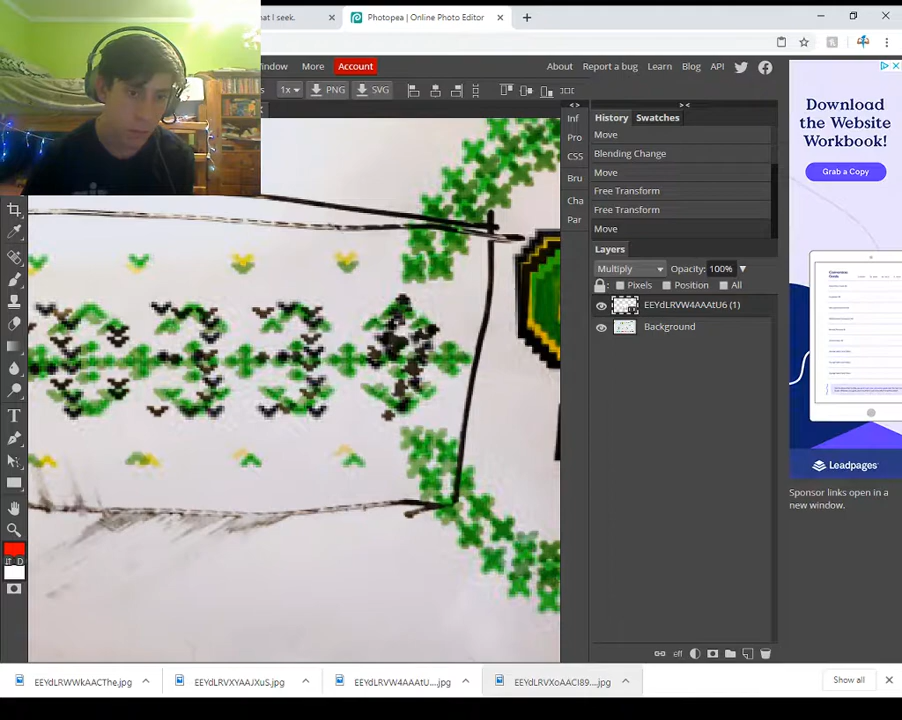 hat I seek.
Photopea | Online Photo Editor
ndow More Account About Report a bug Learn Blog API
1x PNG SVG
Inf
Pro
CSS
Bru
Cha
Par
History Swatches
Move
Blending Change
Move
Free Transform
Free Transform
Move
Layers
Multiply Opacity: 100%
Pixels Position All
EEYdLRVW4AAAtU6 (1)
Background
eff
D
Download
the Website
Workbook!
Grab a Copy
Leadpages
Sponsor links open in a
new window.
EEYdLRWWkAACThe.jpg
EEYdLRVXYAAJXuS.jpg
EEYdLRVW4AAAtU....jpg
EEYdLRVXoAACI89....jpg
Show all